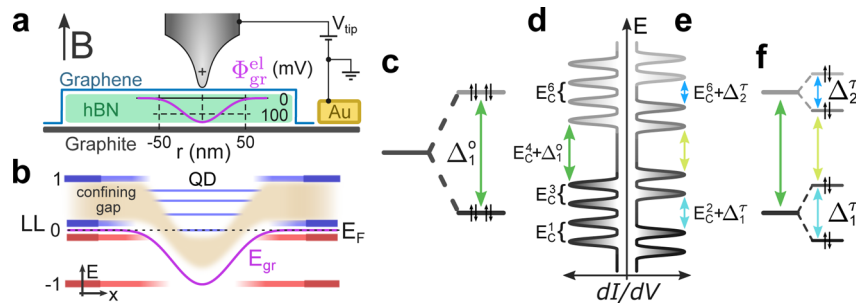 a
B
V_tip
+
Φ_gr^el (mV)
Graphene
hBN
0
100
Au
Graphite
-50
50
r (nm)
b
1
QD
confining
gap
LL
0
E_F
E_gr
-1
E
x
c
Δ_1^o
d
E
E_C^6{
E_C^4+Δ_1^o
E_C^3{
E_C^1{
dI/dV
e
E_C^6+Δ_2^τ
E_C^2+Δ_1^τ
f
Δ_2^τ
Δ_1^τ